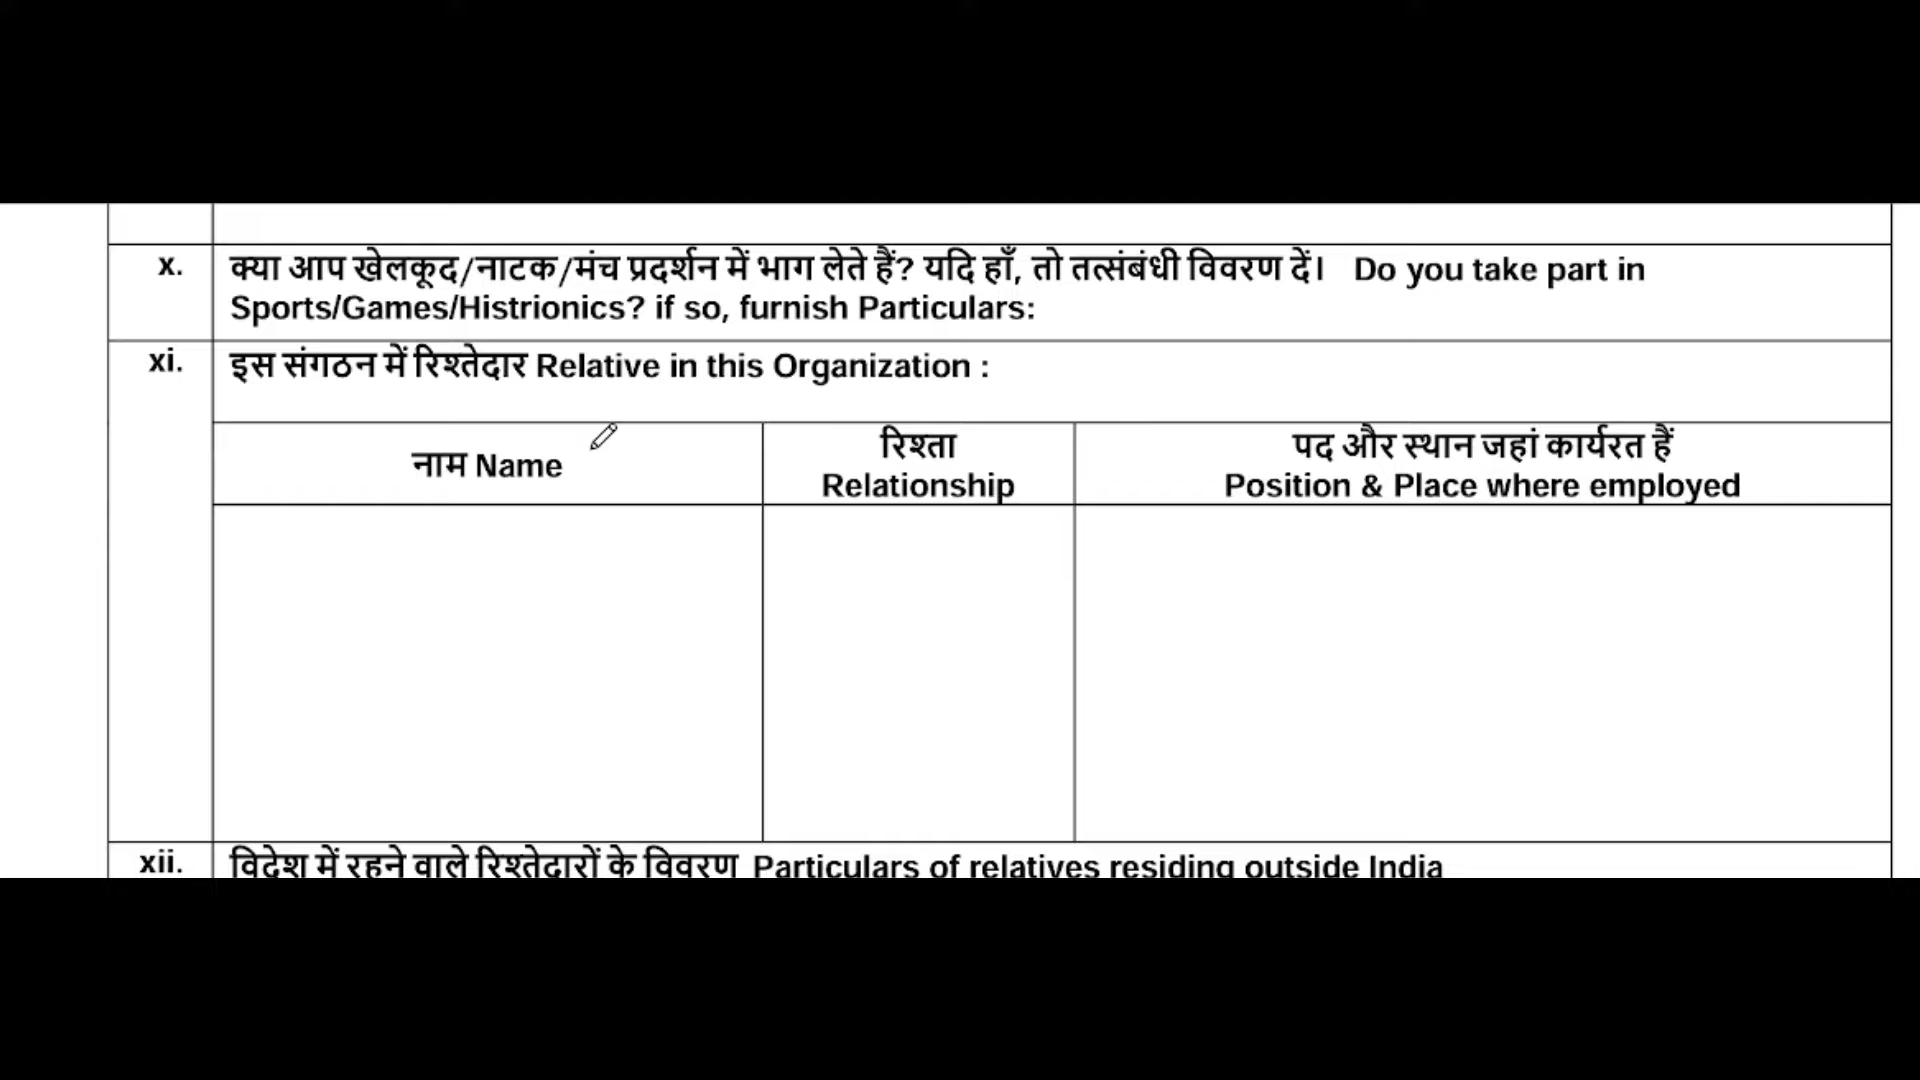 x. क्या आप खेलकूद/नाटक/मंच प्रदर्शन में भाग लेते हैं? यदि हाँ, तो तत्संबंधी विवरण दें। Do you take part in
Sports/Games/Histrionics? if so, furnish Particulars:
xi. इस संगठन में रिश्तेदार Relative in this Organization :
नाम Name
रिश्ता
Relationship
पद और स्थान जहां कार्यरत हैं
Position & Place where employed
xii. विदेश में रहने वाले रिश्तेदारों के विवरण Particulars of relatives residing outside India